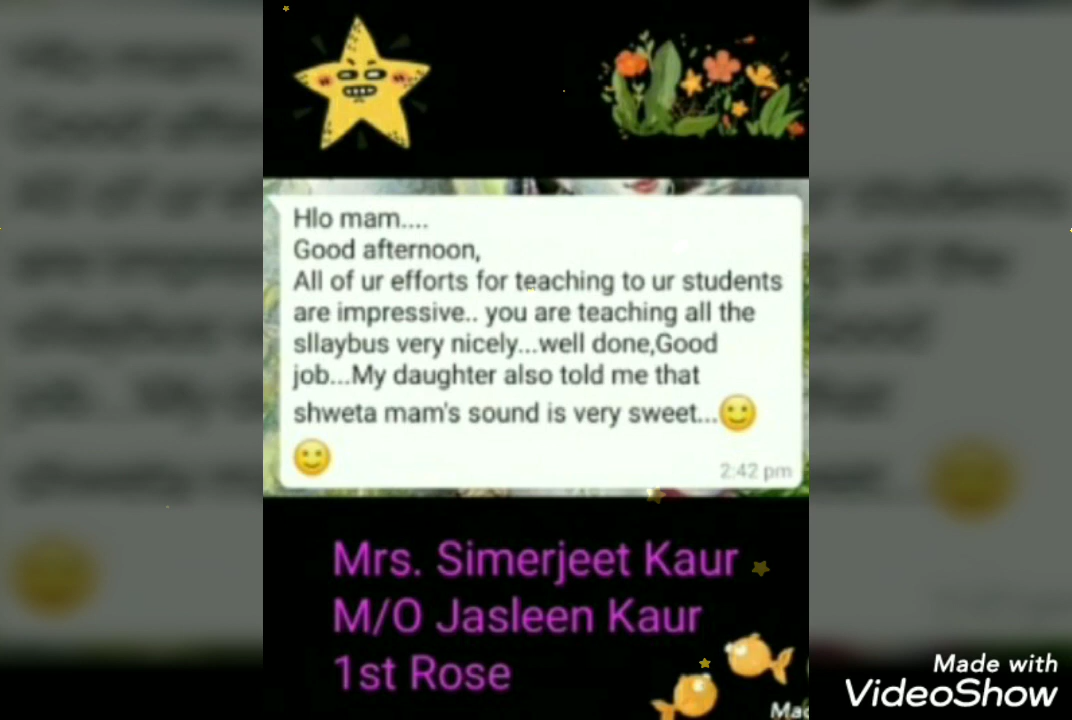 Hlo mam....
Good afternoon,
All of ur efforts for teaching to ur students
are impressive.. you are teaching all the
sllaybus very nicely...well done,Good
job...My daughter also told me that
shweta mam's sound is very sweet...🙂
🙂
2:42 pm
Mrs. Simerjeet Kaur
M/O Jasleen Kaur
1st Rose
Made with
VideoShow